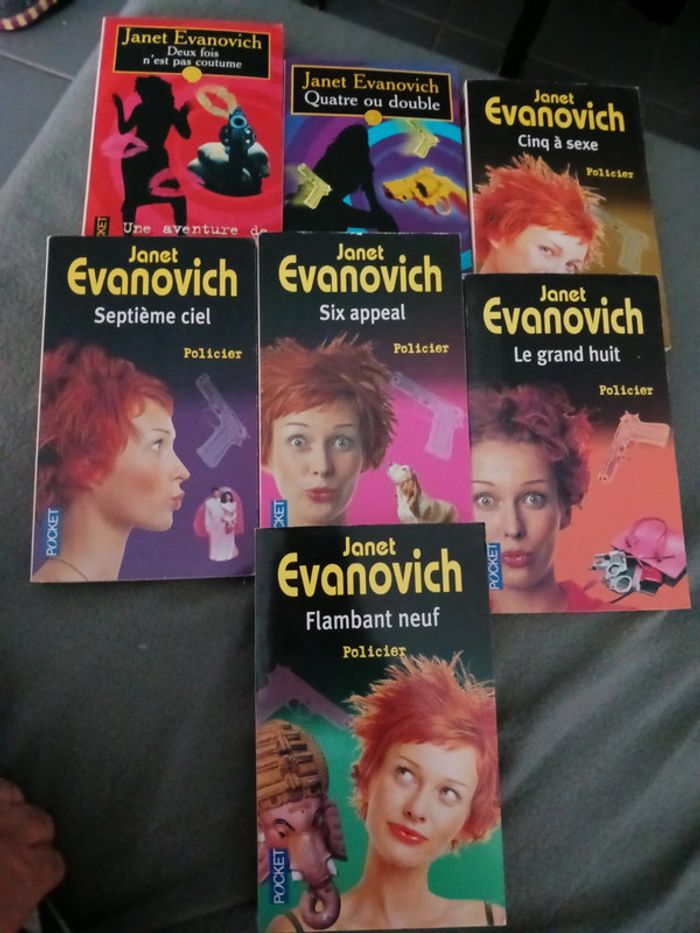 Janet Evanovich
Deux fois
n'est pas coutume
Une aventure de
Janet Evanovich
Quatre ou double
Janet
Evanovich
Cinq à sexe
Policier
Janet
Evanovich
Septième ciel
Policier
POCKET
Janet
Evanovich
Six appeal
Policier
POCKET
Janet
Evanovich
Le grand huit
Policier
POCKET
Janet
Evanovich
Flambant neuf
Policier
POCKET